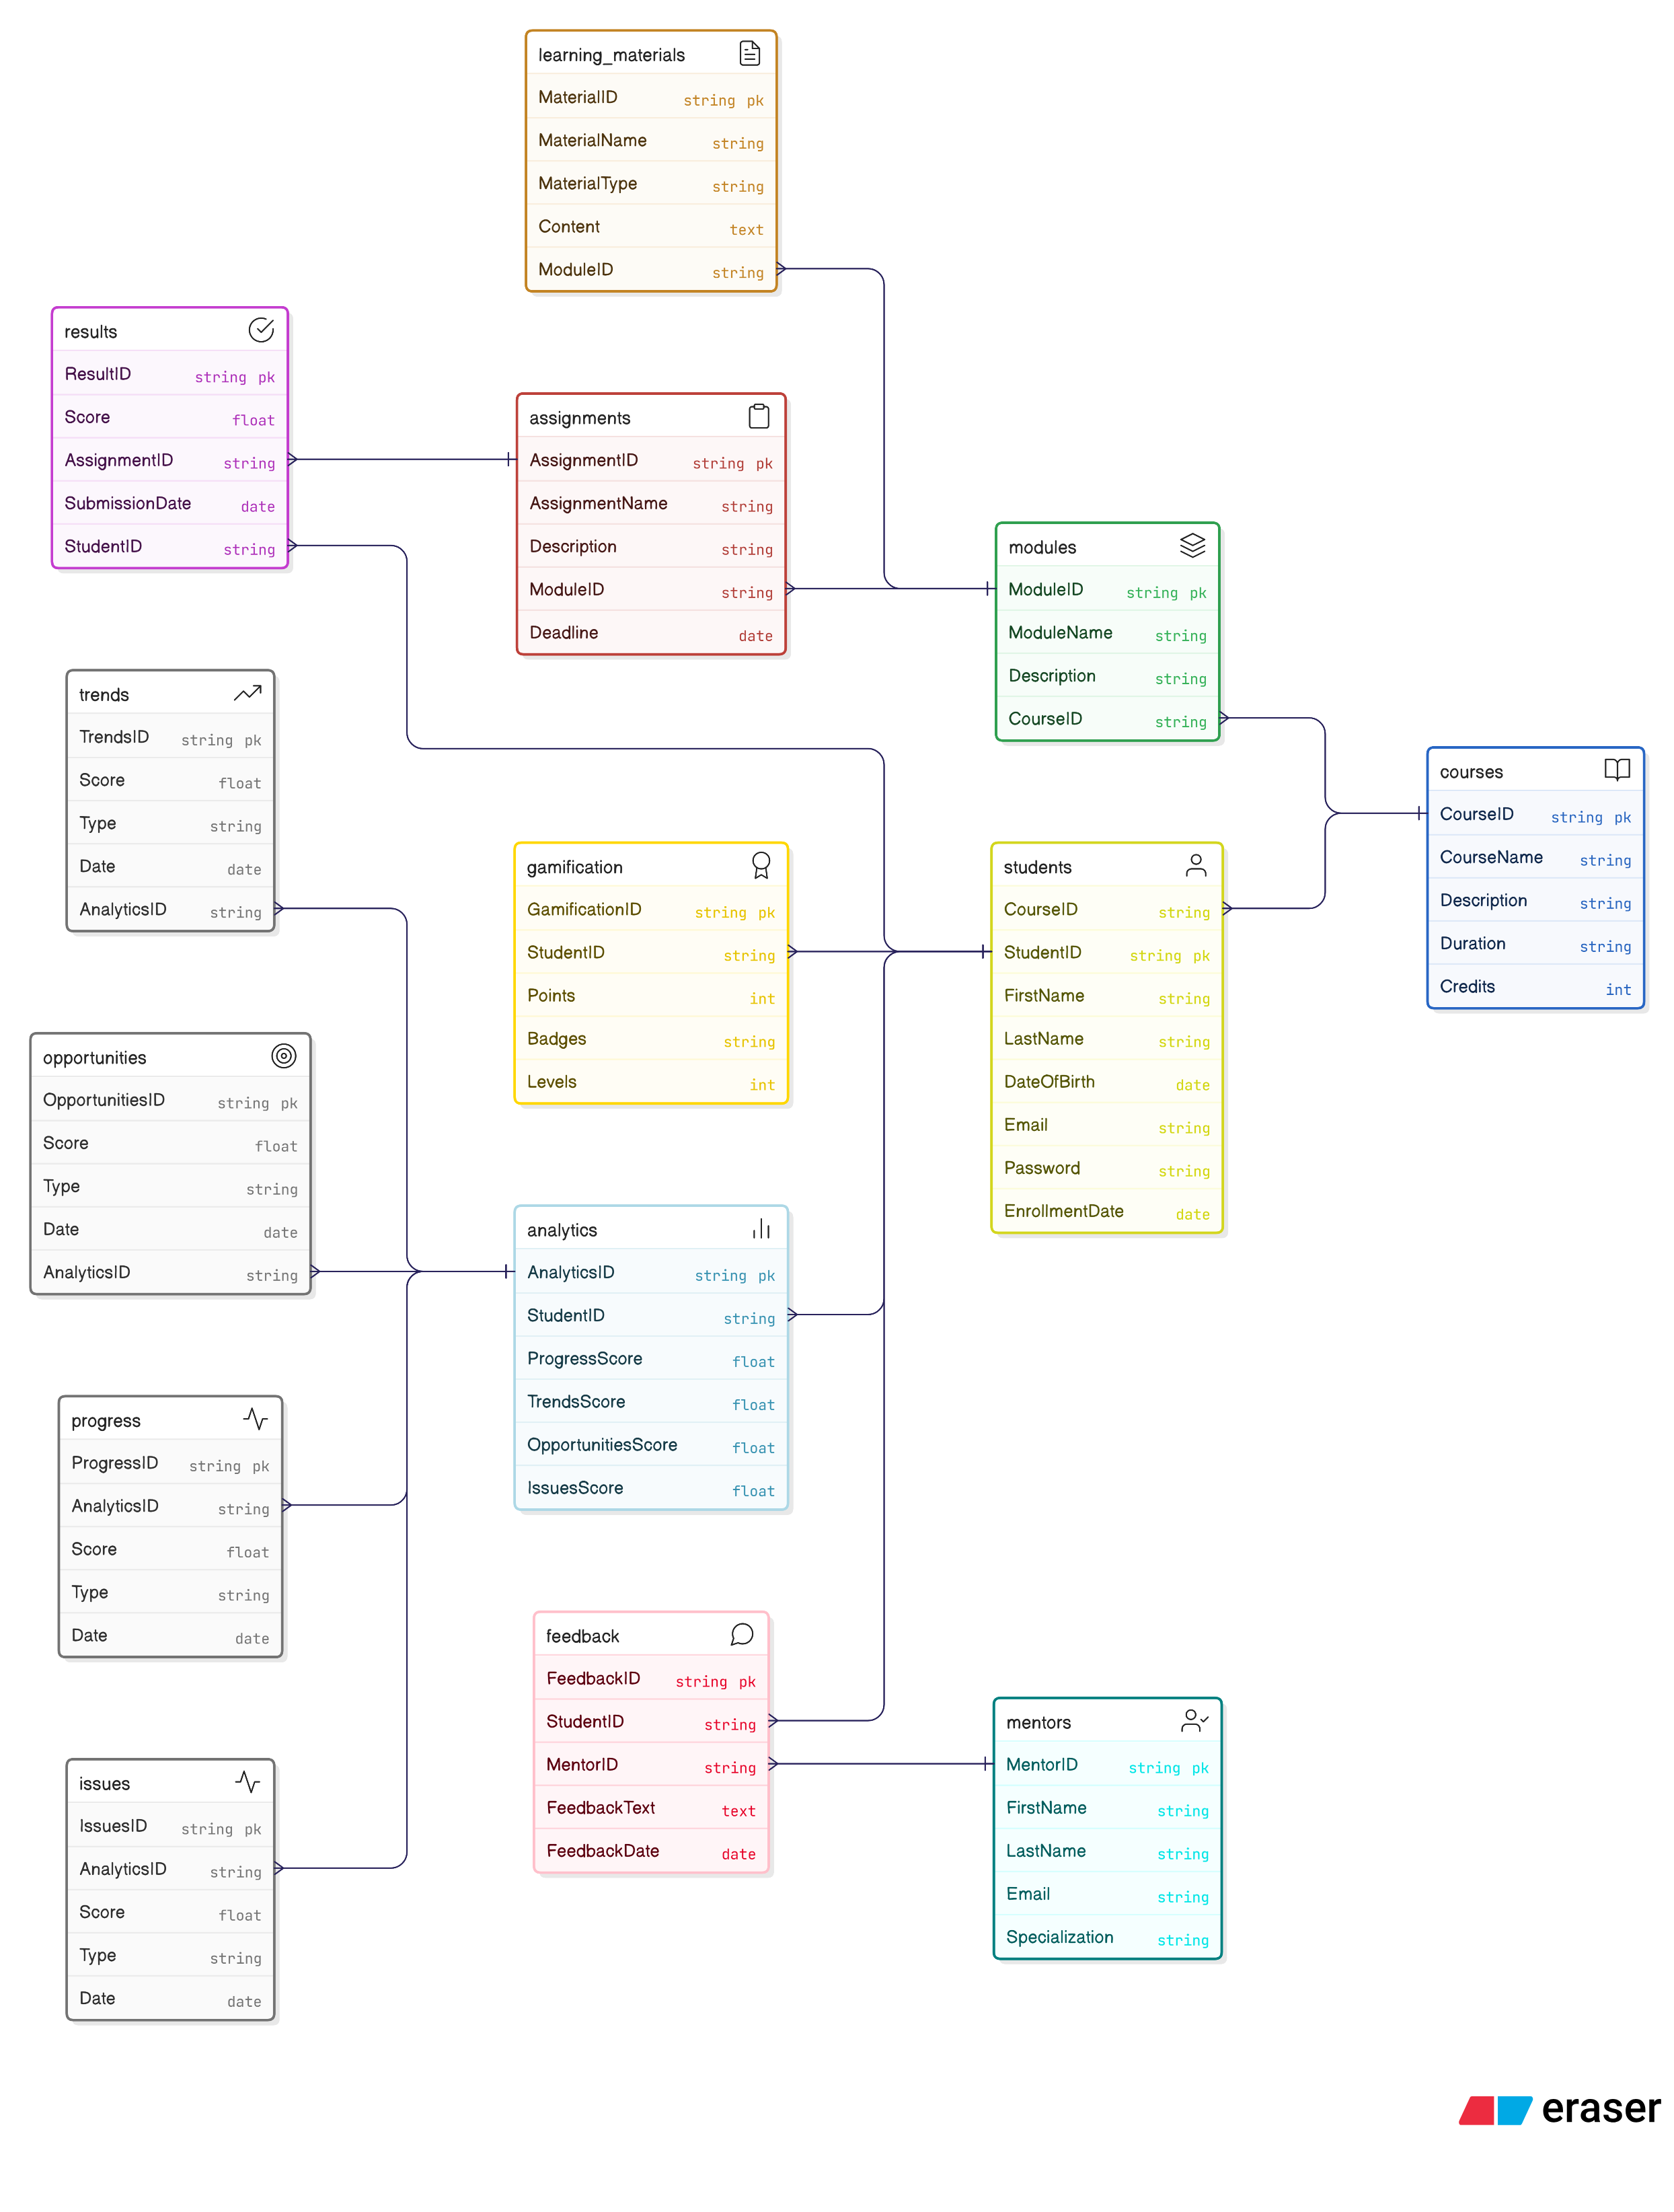 learning_materials
MaterialID string pk
MaterialName string
MaterialType string
Content text
ModuleID string
results
ResultID string pk
Score float
AssignmentID string
SubmissionDate date
StudentID string
assignments
AssignmentID string pk
AssignmentName string
Description string
ModuleID string
Deadline date
modules
ModuleID string pk
ModuleName string
Description string
CourseID string
trends
TrendsID string pk
Score float
Type string
Date date
AnalyticsID string
courses
CourseID string pk
CourseName string
Description string
Duration string
Credits int
gamification
GamificationID string pk
StudentID string
Points int
Badges string
Levels int
students
CourseID string
StudentID string pk
FirstName string
LastName string
DateOfBirth date
Email string
Password string
EnrollmentDate date
opportunities
OpportunitiesID string pk
Score float
Type string
Date date
AnalyticsID string
analytics
AnalyticsID string pk
StudentID string
ProgressScore float
TrendsScore float
OpportunitiesScore float
IssuesScore float
progress
ProgressID string pk
AnalyticsID string
Score float
Type string
Date date
feedback
FeedbackID string pk
StudentID string
MentorID string
FeedbackText text
FeedbackDate date
mentors
MentorID string pk
FirstName string
LastName string
Email string
Specialization string
issues
IssuesID string pk
AnalyticsID string
Score float
Type string
Date date
eraser